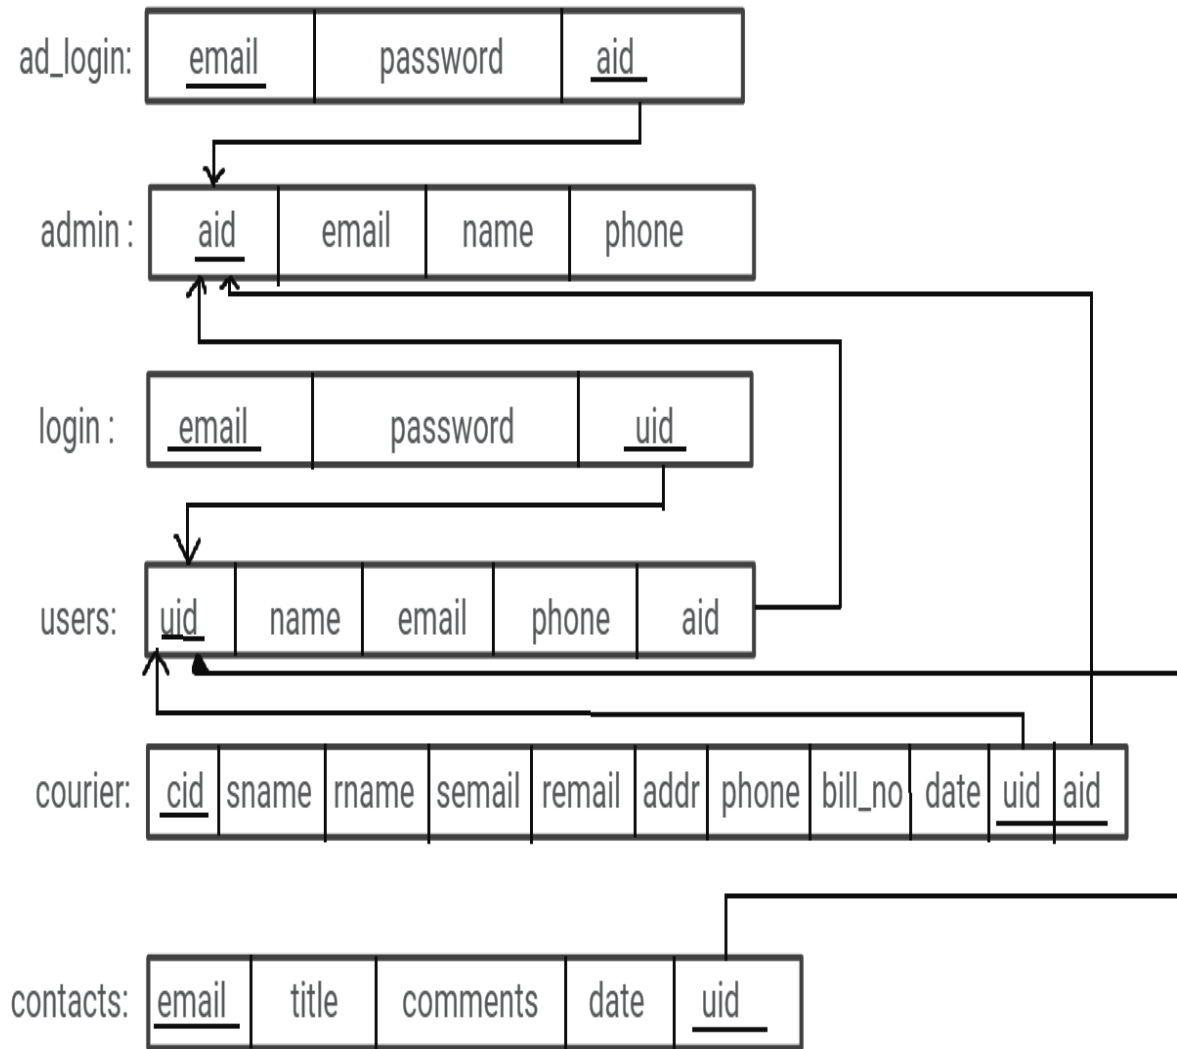 ad_login: email password aid
admin : aid email name phone
login : email password uid
users: uid name email phone aid
courier: cid sname rname semail remail addr phone bill_no date uid aid
contacts: email title comments date uid